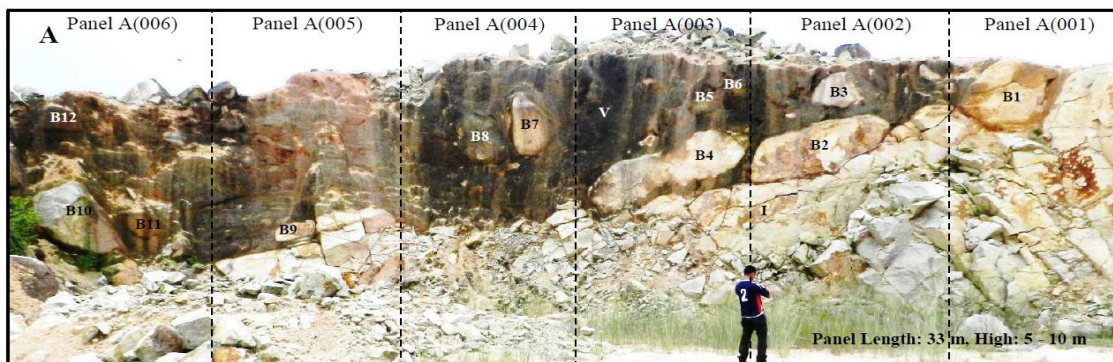 Panel A(006) Panel A(005) Panel A(004) Panel A(003) Panel A(002) Panel A(001)
A
B6
B12 B5 B3 B1
V
B8 B7
B4 B2
B10 B11 B9 I
2
Panel Length: 33 m, High: 5 - 10 m